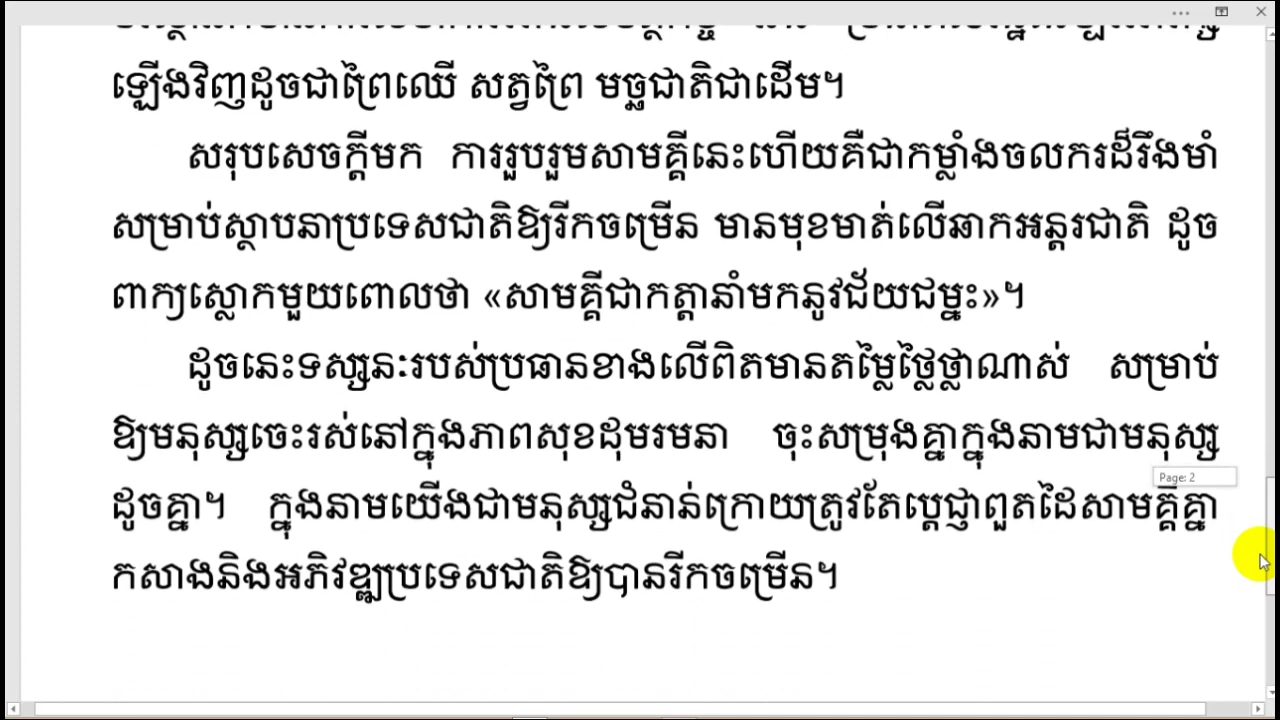 ឡើងវិញដូចជាព្រៃឈើ សត្វព្រៃ មច្ឆជាតិជាដើម។
សរុបសេចក្តីមក ការរួបរួមសាមគ្គីនេះហើយគឺជាកម្លាំងចលករដ៏រឹងមាំ
សម្រាប់ស្ថាបនាប្រទេសជាតិឱ្យរីកចម្រើន មានមុខមាត់លើឆាកអន្តរជាតិ ដូច
ពាក្យស្លោកមួយពោលថា «សាមគ្គីជាកត្តានាំមកនូវជ័យជម្នះ»។
ដូចនេះទស្សនៈរបស់ប្រធានខាងលើពិតមានតម្លៃថ្លៃថ្លាណាស់ សម្រាប់
ឱ្យមនុស្សចេះរស់នៅក្នុងភាពសុខដុមរមនា ចុះសម្រុងគ្នាក្នុងនាមជាមនុស្ស
Page: 2
ដូចគ្នា។ ក្នុងនាមយើងជាមនុស្សជំនាន់ក្រោយត្រូវតែប្តេជ្ញាពួតដៃសាមគ្គីគ្នា
កសាងនិងអភិវឌ្ឍប្រទេសជាតិឱ្យបានរីកចម្រើន។